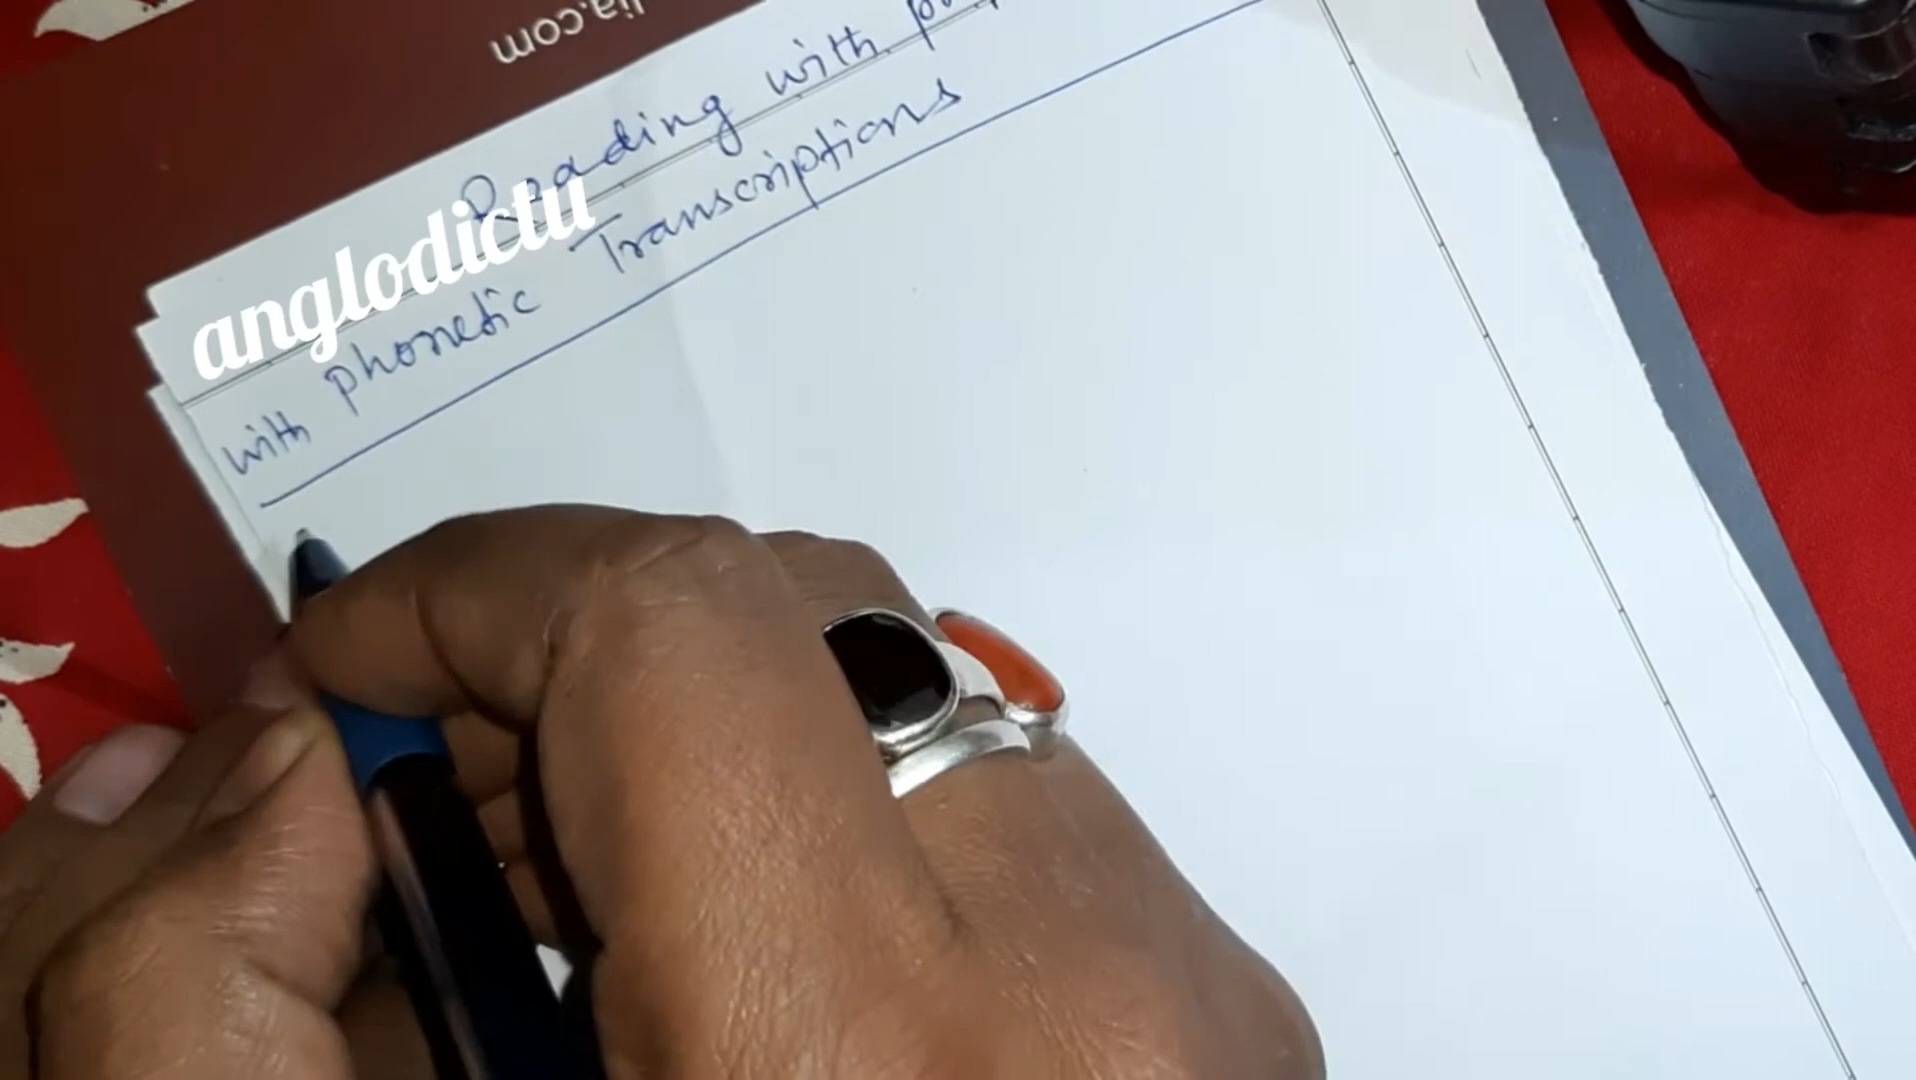 lia.com
Reading with
with phonetic Transcriptions
anglodictu